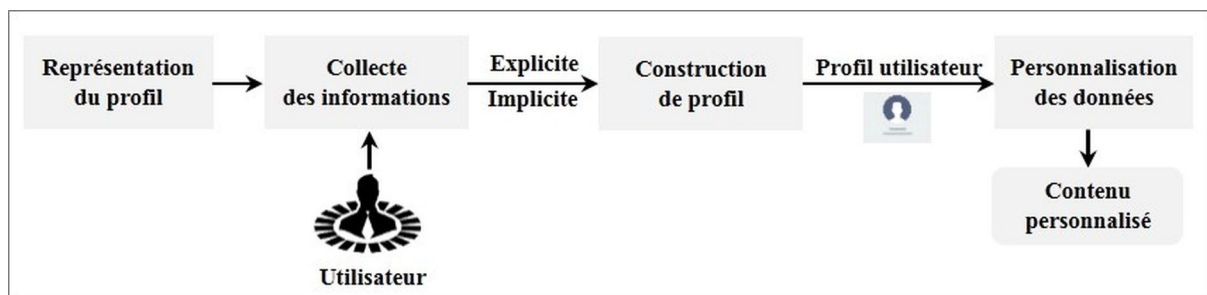 Représentation
du profil
Collecte
des informations
Explicite
Implicite
Construction
de profil
Profil utilisateur
Personnalisation
des données
Contenu
personnalisé
Utilisateur